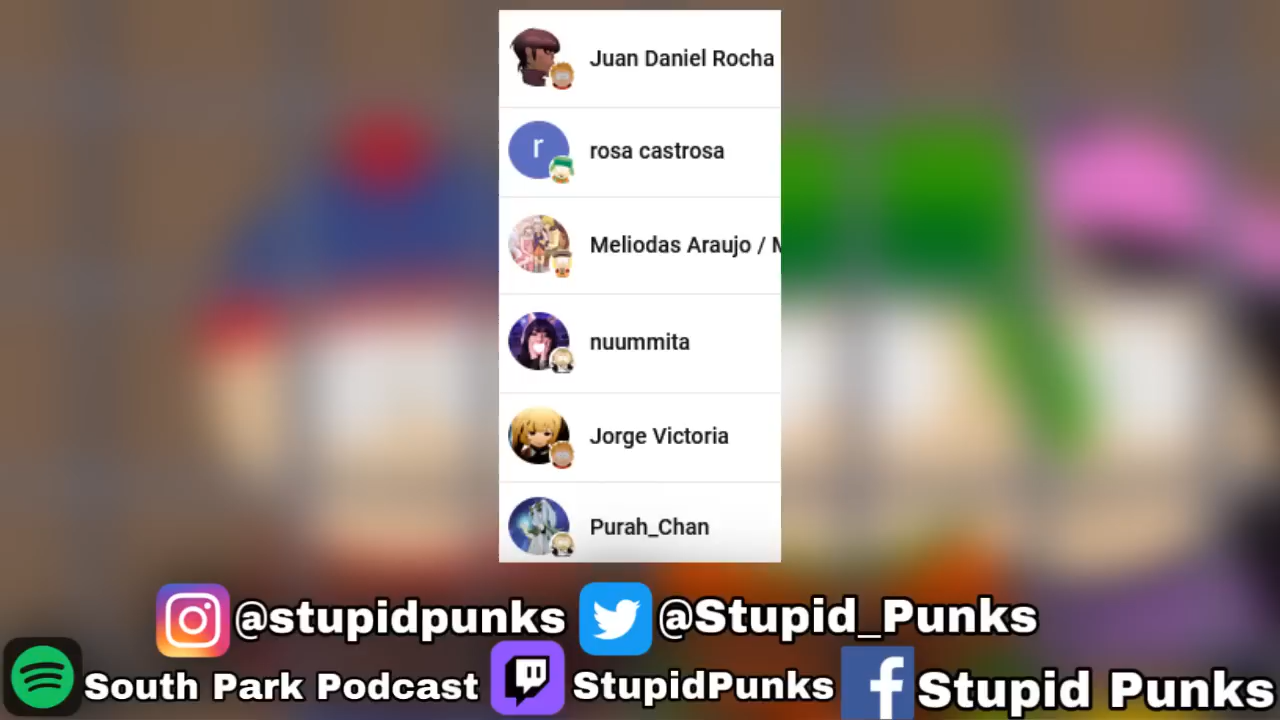 Juan Daniel Rocha
r
rosa castrosa
Meliodas Araujo / M
nuummita
Jorge Victoria
Purah_Chan
@stupidpunks @Stupid_Punks
South Park Podcast StupidPunks Stupid Punks